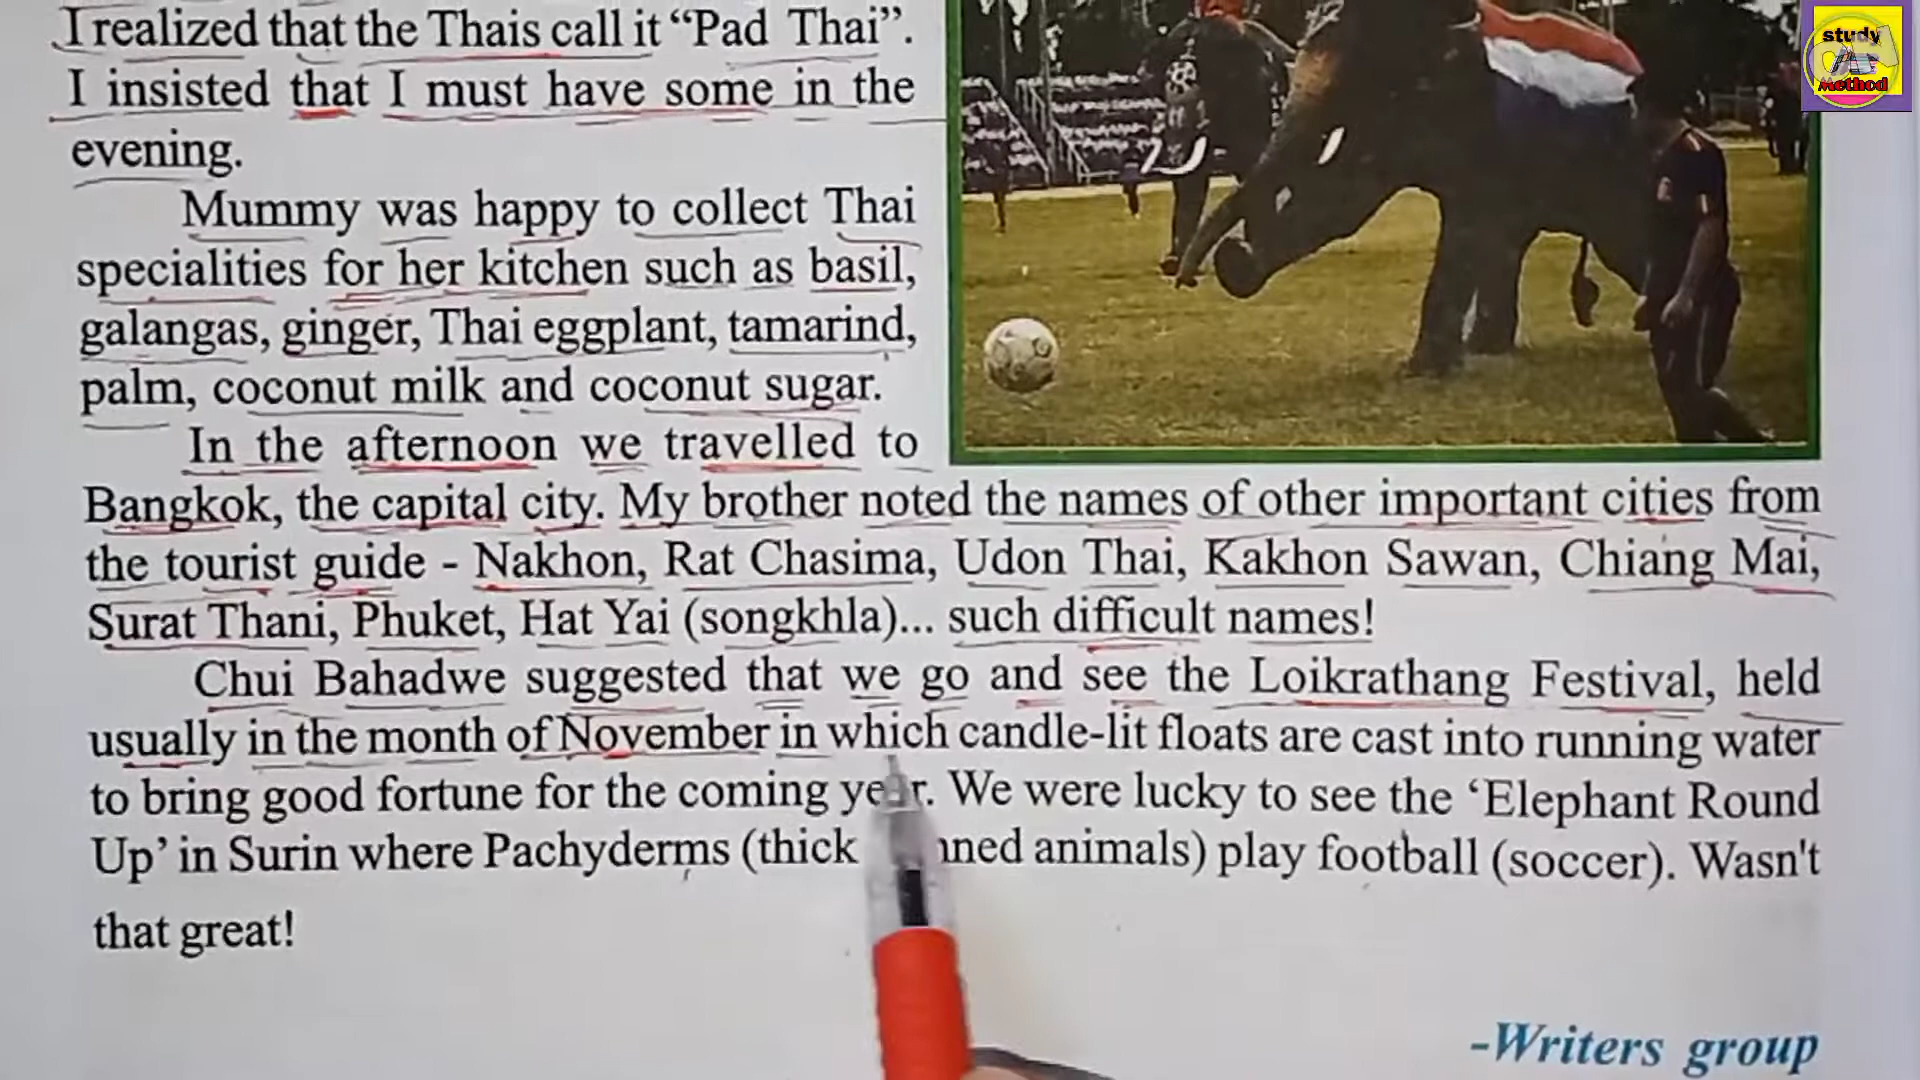 I realized that the Thais call it “Pad Thai”.
I insisted that I must have some in the
evening.
Mummy was happy to collect Thai
specialities for her kitchen such as basil,
galangas, ginger, Thai eggplant, tamarind,
palm, coconut milk and coconut sugar.
In the afternoon we travelled to
Bangkok, the capital city. My brother noted the names of other important cities from
the tourist guide - Nakhon, Rat Chasima, Udon Thai, Kakhon Sawan, Chiang Mai,
Surat Thani, Phuket, Hat Yai (songkhla)... such difficult names!
Chui Bahadwe suggested that we go and see the Loikrathang Festival, held
usually in the month of November in which candle-lit floats are cast into running water
to bring good fortune for the coming year. We were lucky to see the ‘Elephant Round
Up’ in Surin where Pachyderms (thick animals) play football (soccer). Wasn't
that great!
-Writers group
study
Method